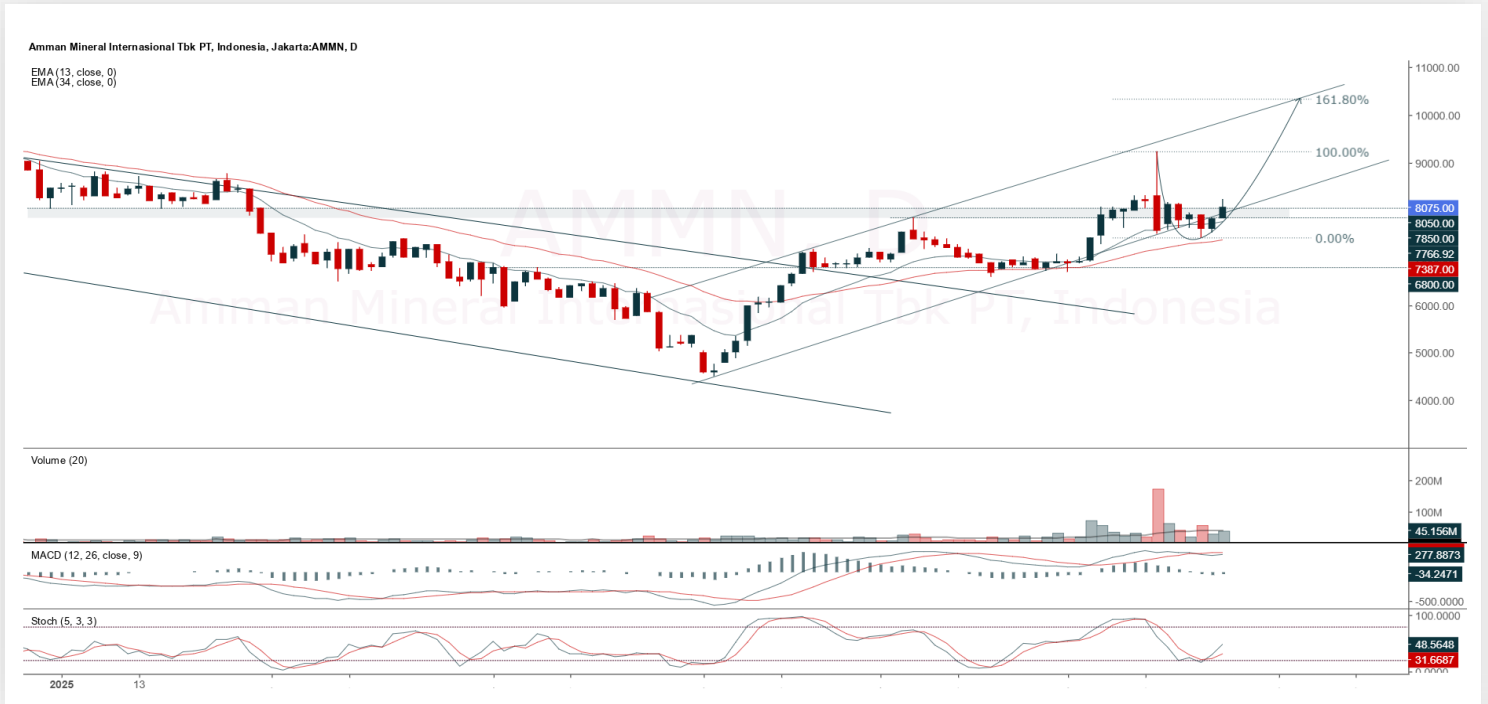 Amman Mineral Internasional Tbk PT, Indonesia, Jakarta:AMMN, D
EMA (13, close, 0)
EMA (34, close, 0)
AMMN, D
Amman Mineral Internasional Tbk PT, Indonesia
161.80%
100.00%
0.00%
11000.00
10000.00
9000.00
8075.00
8050.00
7850.00
7766.92
7387.00
6800.00
6000.00
5000.00
4000.00
Volume (20)
200M
100M
45.156M
MACD (12, 26, close, 9)
277.8873
-34.2471
-500.0000
Stoch (5, 3, 3)
100.0000
48.5648
31.6687
0.0000
2025
13